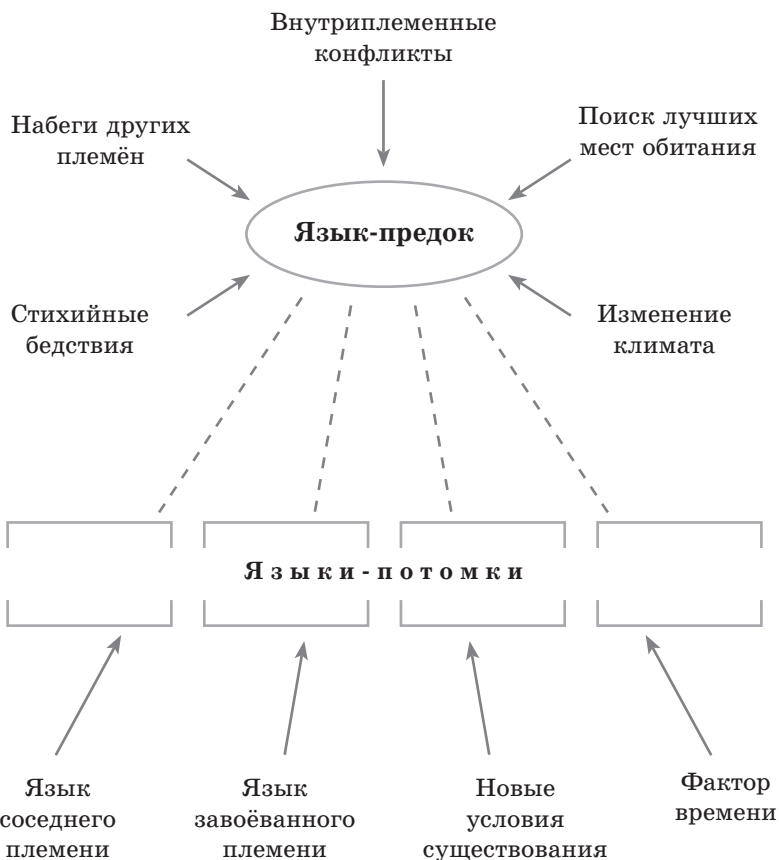 Внутриплеменные
конфликты
Набеги других
племён
Поиск лучших
мест обитания
Язык-предок
Стихийные
бедствия
Изменение
климата
Языки-потомки
Язык
соседнего
племени
Язык
завоёванного
племени
Новые
условия
существования
Фактор
времени